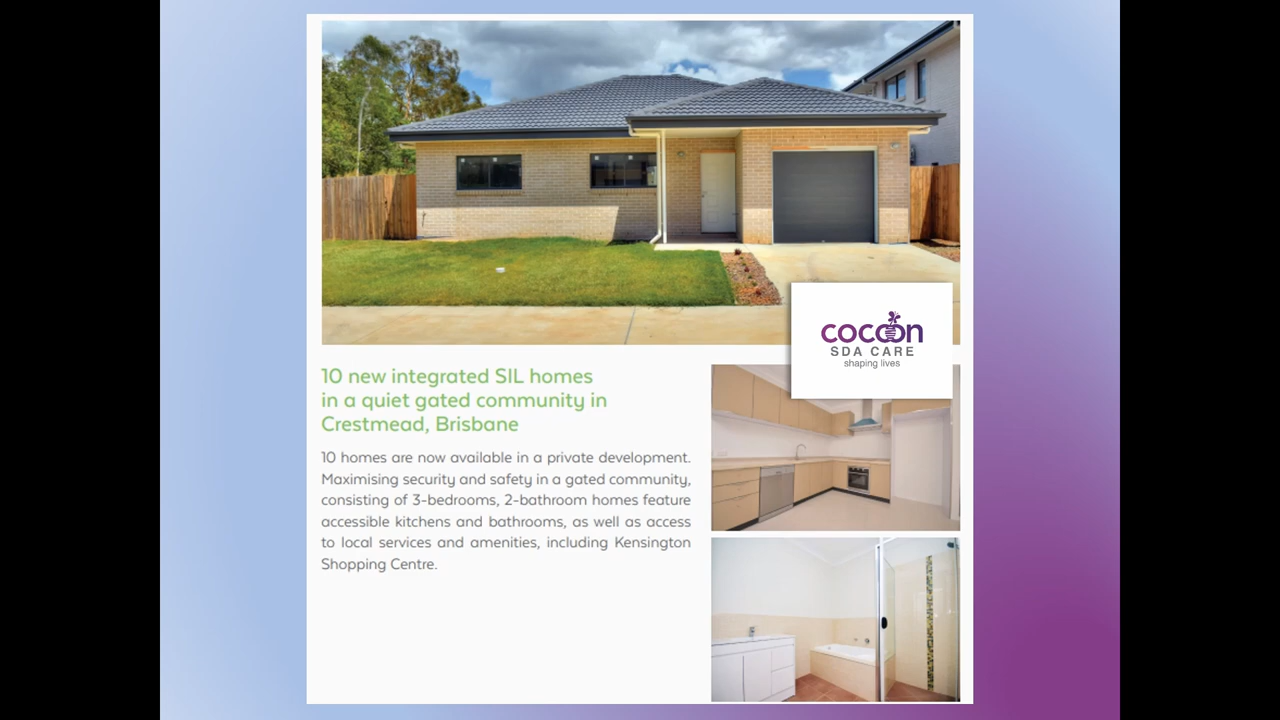 cocoon
SDA CARE
shaping lives
10 new integrated SIL homes
in a quiet gated community in
Crestmead, Brisbane
10 homes are now available in a private development.
Maximising security and safety in a gated community,
consisting of 3-bedrooms, 2-bathroom homes feature
accessible kitchens and bathrooms, as well as access
to local services and amenities, including Kensington
Shopping Centre.